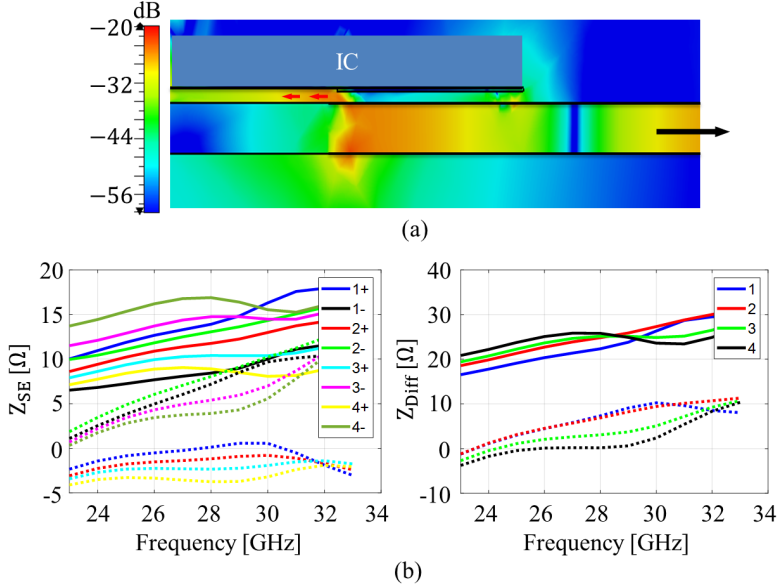 dB
−20
IC
−32
−44
−56
(a)
20
15
10
5
0
-5
24 26 28 30 32 34
Z_SE [Ω]
Frequency [GHz]
1+
1-
2+
2-
3+
3-
4+
4-
40
30
20
10
0
-10
24 26 28 30 32 34
Z_Diff [Ω]
Frequency [GHz]
1
2
3
4
(b)